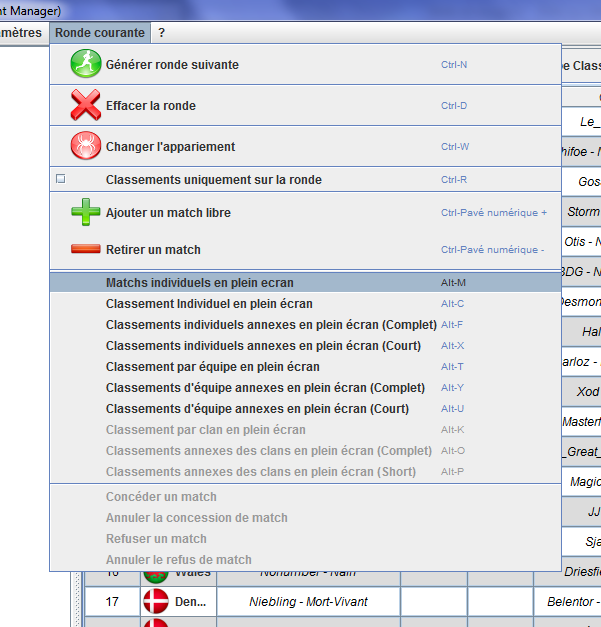 nt Manager)
amètres Ronde courante ?
Générer ronde suivante Ctrl-N
Effacer la ronde Ctrl-D
Changer l'appariement Ctrl-W
Classements uniquement sur la ronde Ctrl-R
Ajouter un match libre Ctrl-Pavé numérique +
Retirer un match Ctrl-Pavé numérique -
Matchs individuels en plein ecran Alt-M
Classement Individuel en plein écran Alt-C
Classements individuels annexes en plein écran (Complet) Alt-F
Classements individuels annexes en plein écran (Court) Alt-X
Classement par équipe en plein écran Alt-T
Classements d'équipe annexes en plein écran (Complet) Alt-Y
Classements d'équipe annexes en plein écran (Court) Alt-U
Classement par clan en plein écran Alt-K
Classements annexes des clans en plein écran (Complet) Alt-O
Classements annexes des clans en plein écran (Short) Alt-P
Concéder un match
Annuler la concession de match
Refuser un match
Annuler le refus de match
e Class
Le_
hifoe - N
Gos
Storm
Otis - N
BDG - N
Desmon
Hal
arloz -
Xod
Masterf
_Great_
Magic
JJ
Sja
16 Wales Nonumber - Nain Driesfie
17 Den... Niebling - Mort-Vivant Belentor -